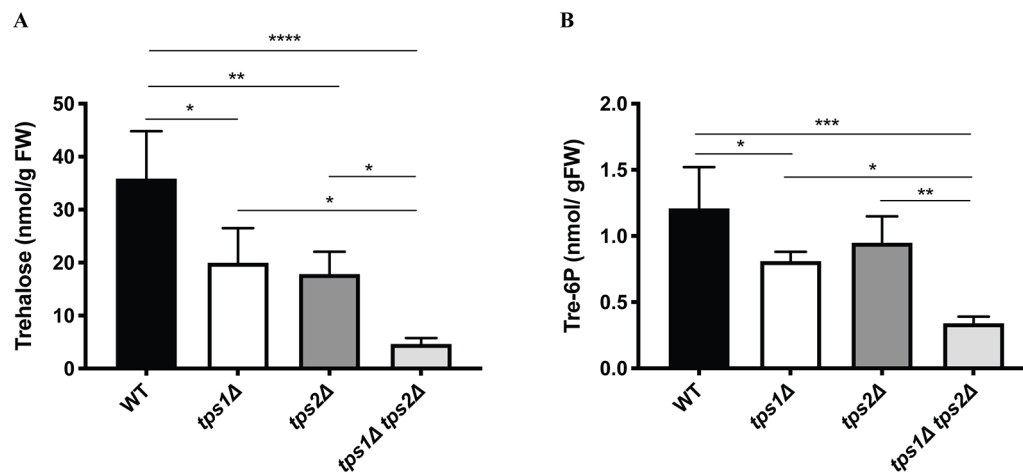 A
****
**
*
*
*
Trehalose (nmol/g FW)
50
40
30
20
10
0
WT
tps1Δ
tps2Δ
tps1Δ tps2Δ
B
***
*
*
**
Tre-6P (nmol/ gFW)
2.0
1.5
1.0
0.5
0.0
WT
tps1Δ
tps2Δ
tps1Δ tps2Δ